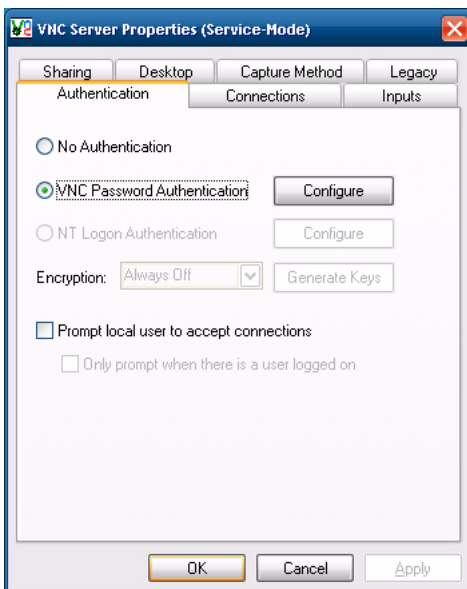 VNC Server Properties (Service-Mode)
Sharing Desktop Capture Method Legacy
Authentication Connections Inputs
No Authentication
VNC Password Authentication Configure
NT Logon Authentication Configure
Encryption: Always Off Generate Keys
Prompt local user to accept connections
Only prompt when there is a user logged on
OK Cancel Apply